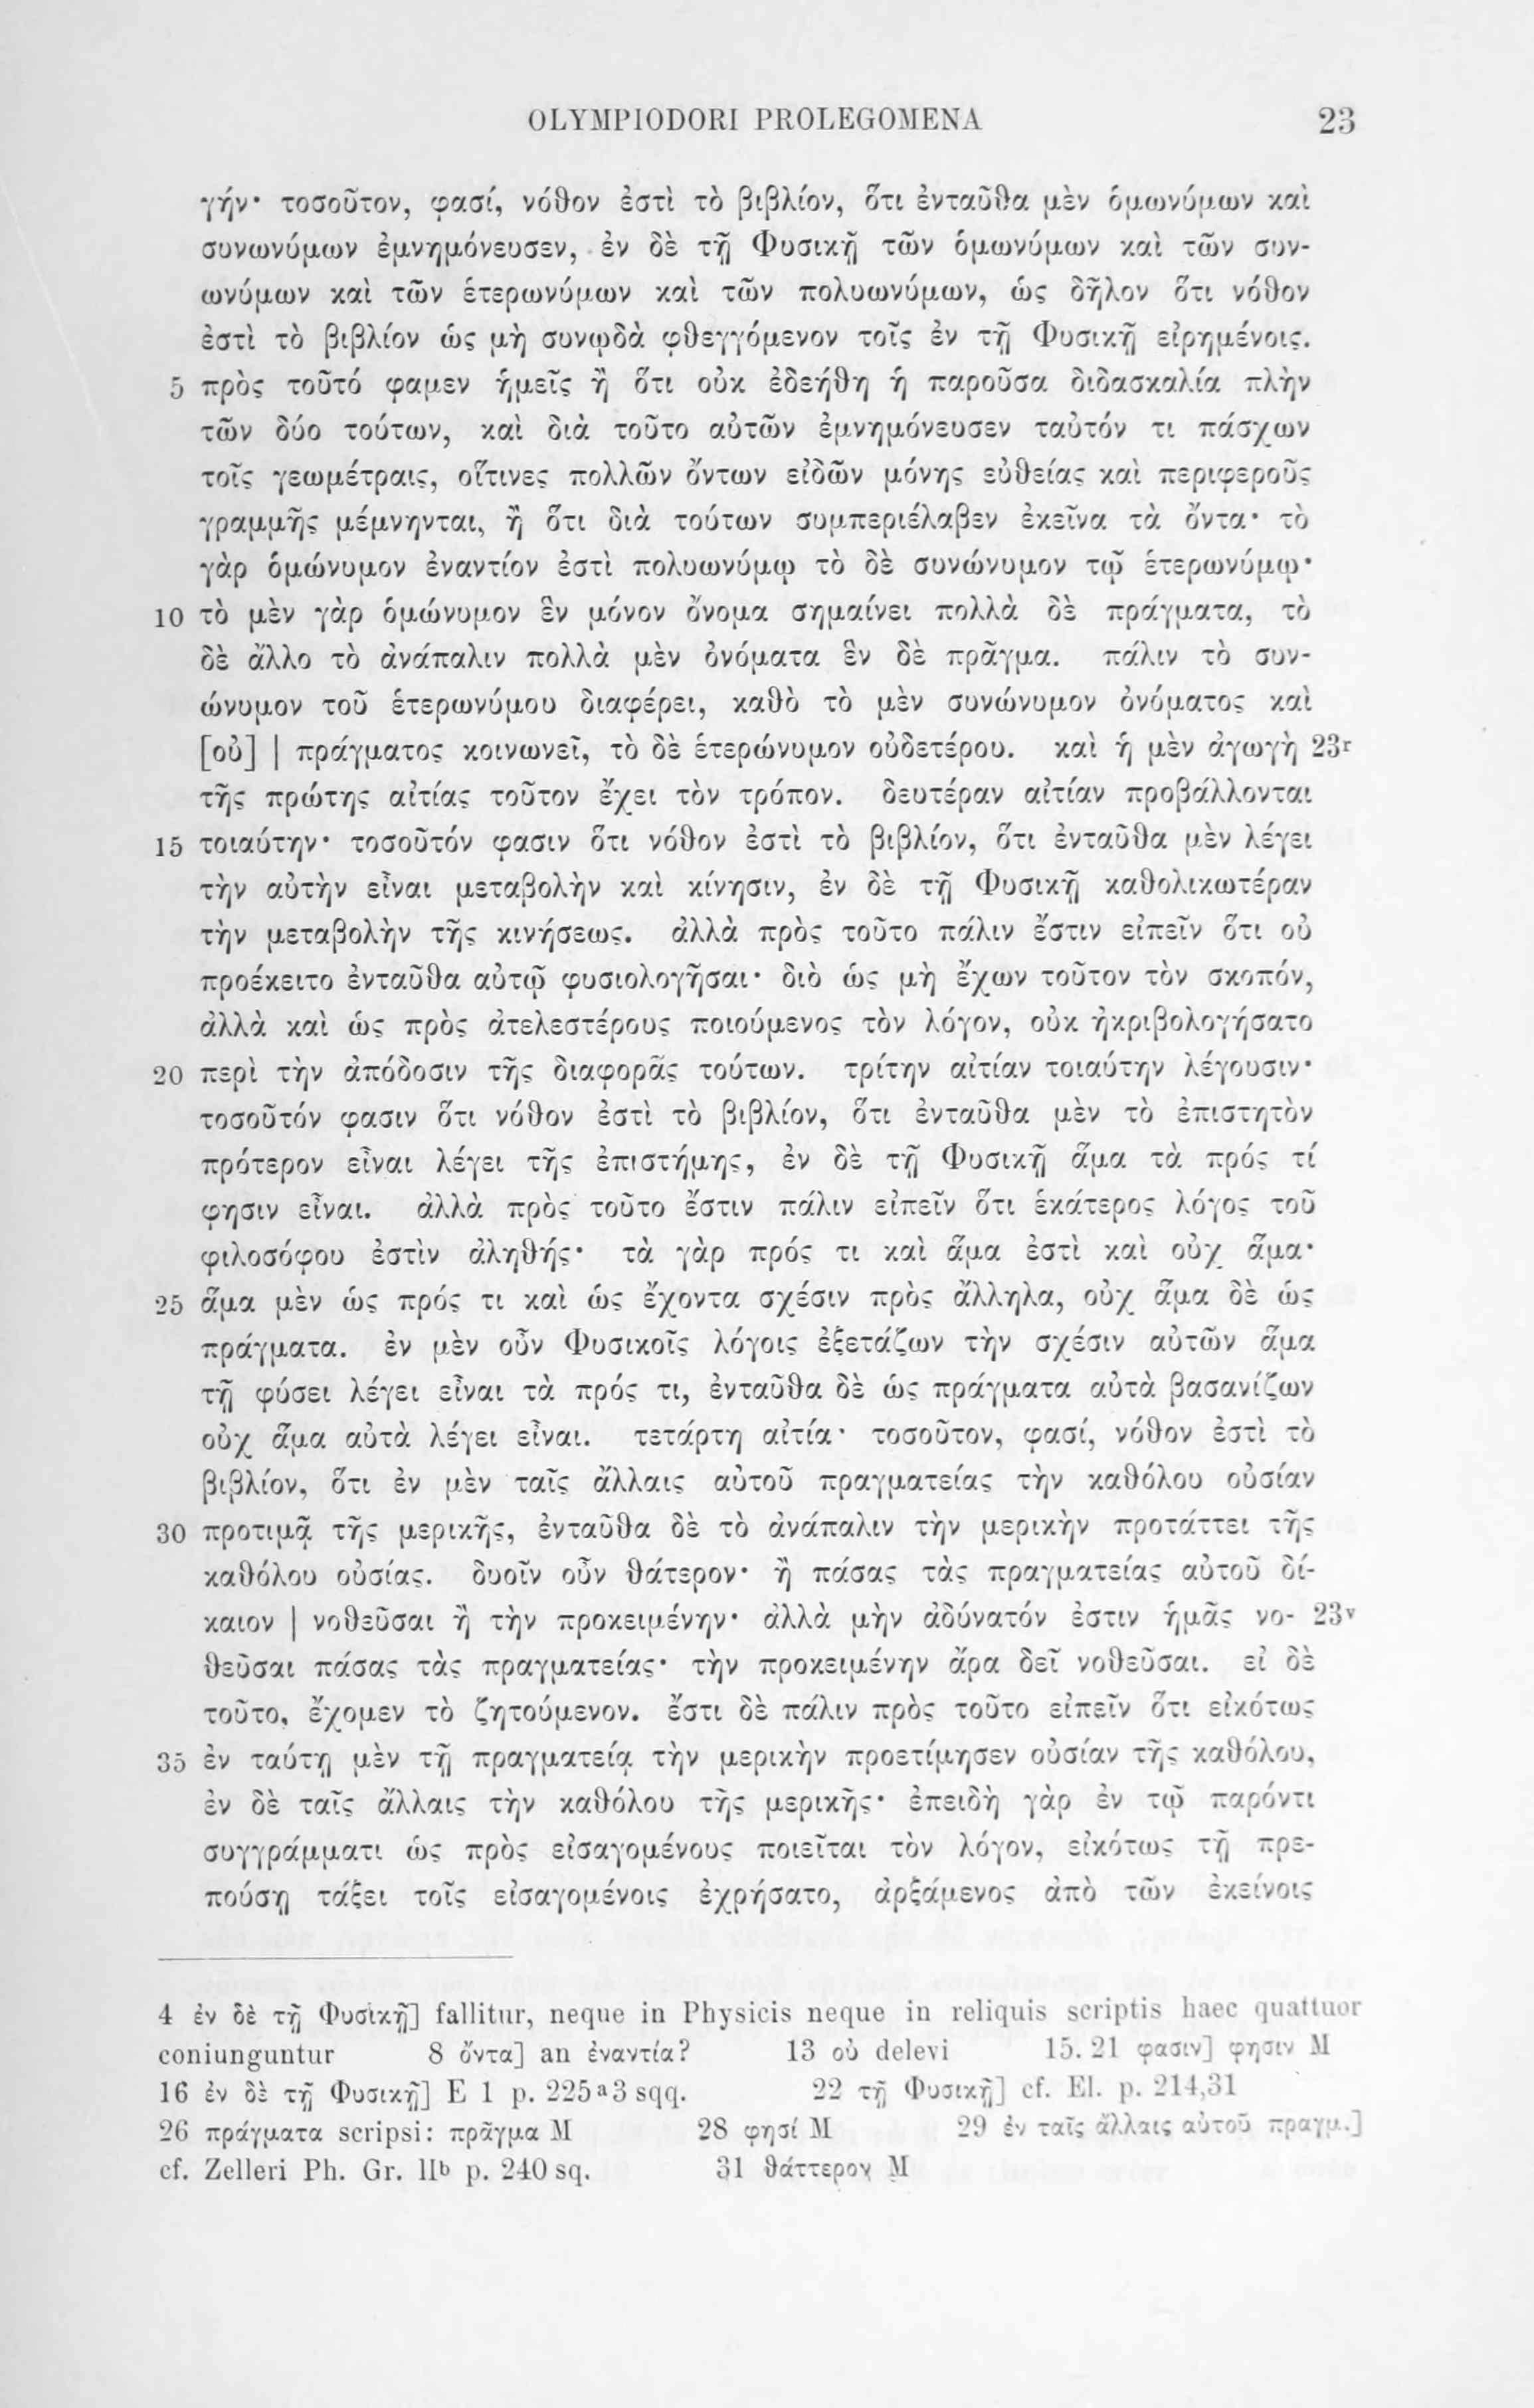 OLYMPIODORI PROLEGOMENA 23
γήν· τοσοῦτον, φασί, νόθον ἐστὶ τὸ βιβλίον, ὅτι ἐνταῦθα μὲν ὁμωνύμων καὶ
συνωνύμων ἐμνημόνευσεν, ἐν δὲ τῇ Φυσικῇ τῶν ὁμωνύμων καὶ τῶν συν-
ωνύμων καὶ τῶν ἑτερωνύμων καὶ τῶν πολυωνύμων, ὡς δῆλον ὅτι νόθον
ἐστὶ τὸ βιβλίον ὡς μὴ συνῳδὰ φθεγγόμενον τοῖς ἐν τῇ Φυσικῇ εἰρημένοις.
5 πρὸς τοῦτό φαμεν ἡμεῖς ἢ ὅτι οὐκ ἐδεήθη ἡ παροῦσα διδασκαλία πλὴν
τῶν δύο τούτων, καὶ διὰ τοῦτο αὐτῶν ἐμνημόνευσεν ταὐτόν τι πάσχων
τοῖς γεωμέτραις, οἵτινες πολλῶν ὄντων εἰδῶν μόνης εὐθείας καὶ περιφεροῦς
γραμμῆς μέμνηνται, ἢ ὅτι διὰ τούτων συμπεριέλαβεν ἐκεῖνα τὰ ὄντα· τὸ
γὰρ ὁμώνυμον ἐναντίον ἐστὶ πολυωνύμῳ τὸ δὲ συνώνυμον τῷ ἑτερωνύμῳ·
10 τὸ μὲν γὰρ ὁμώνυμον ἓν μόνον ὄνομα σημαίνει πολλὰ δὲ πράγματα, τὸ
δὲ ἄλλο τὸ ἀνάπαλιν πολλὰ μὲν ὀνόματα ἓν δὲ πρᾶγμα. πάλιν τὸ συν-
ώνυμον τοῦ ἑτερωνύμου διαφέρει, καθὸ τὸ μὲν συνώνυμον ὀνόματος καὶ
[οὐ] | πράγματος κοινωνεῖ, τὸ δὲ ἑτερώνυμον οὐδετέρου. καὶ ἡ μὲν ἀγωγὴ 23r
τῆς πρώτης αἰτίας τοῦτον ἔχει τὸν τρόπον. δευτέραν αἰτίαν προβάλλονται
15 τοιαύτην· τοσοῦτόν φασιν ὅτι νόθον ἐστὶ τὸ βιβλίον, ὅτι ἐνταῦθα μὲν λέγει
τὴν αὐτὴν εἶναι μεταβολὴν καὶ κίνησιν, ἐν δὲ τῇ Φυσικῇ καθολικωτέραν
τὴν μεταβολὴν τῆς κινήσεως. ἀλλὰ πρὸς τοῦτο πάλιν ἔστιν εἰπεῖν ὅτι οὐ
προέκειτο ἐνταῦθα αὐτῷ φυσιολογῆσαι· διὸ ὡς μὴ ἔχων τοῦτον τὸν σκοπόν,
ἀλλὰ καὶ ὡς πρὸς ἀτελεστέρους ποιούμενος τὸν λόγον, οὐκ ἠκριβολογήσατο
20 περὶ τὴν ἀπόδοσιν τῆς διαφορᾶς τούτων. τρίτην αἰτίαν τοιαύτην λέγουσιν·
τοσοῦτόν φασιν ὅτι νόθον ἐστὶ τὸ βιβλίον, ὅτι ἐνταῦθα μὲν τὸ ἐπιστητὸν
πρότερον εἶναι λέγει τῆς ἐπιστήμης, ἐν δὲ τῇ Φυσικῇ ἅμα τὰ πρός τί
φησιν εἶναι. ἀλλὰ πρὸς τοῦτο ἔστιν πάλιν εἰπεῖν ὅτι ἑκάτερος λόγος τοῦ
φιλοσόφου ἐστὶν ἀληθής· τὰ γὰρ πρός τι καὶ ἅμα ἐστὶ καὶ οὐχ ἅμα·
25 ἅμα μὲν ὡς πρός τι καὶ ὡς ἔχοντα σχέσιν πρὸς ἄλληλα, οὐχ ἅμα δὲ ὡς
πράγματα. ἐν μὲν οὖν Φυσικοῖς λόγοις ἐξετάζων τὴν σχέσιν αὐτῶν ἅμα
τῇ φύσει λέγει εἶναι τὰ πρός τι, ἐνταῦθα δὲ ὡς πράγματα αὐτὰ βασανίζων
οὐχ ἅμα αὐτὰ λέγει εἶναι. τετάρτη αἰτία· τοσοῦτον, φασί, νόθον ἐστὶ τὸ
βιβλίον, ὅτι ἐν μὲν ταῖς ἄλλαις αὐτοῦ πραγματείας τὴν καθόλου οὐσίαν
30 προτιμᾷ τῆς μερικῆς, ἐνταῦθα δὲ τὸ ἀνάπαλιν τὴν μερικὴν προτάττει τῆς
καθόλου οὐσίας. δυοῖν οὖν θάτερον· ἢ πάσας τὰς πραγματείας αὐτοῦ δί-
καιον | νοθεῦσαι ἢ τὴν προκειμένην· ἀλλὰ μὴν ἀδύνατόν ἐστιν ἡμᾶς νο- 23v
θεῦσαι πάσας τὰς πραγματείας· τὴν προκειμένην ἄρα δεῖ νοθεῦσαι. εἰ δὲ
τοῦτο, ἔχομεν τὸ ζητούμενον. ἔστι δὲ πάλιν πρὸς τοῦτο εἰπεῖν ὅτι εἰκότως
35 ἐν ταύτῃ μὲν τῇ πραγματείᾳ τὴν μερικὴν προετίμησεν οὐσίαν τῆς καθόλου,
ἐν δὲ ταῖς ἄλλαις τὴν καθόλου τῆς μερικῆς· ἐπειδὴ γὰρ ἐν τῷ παρόντι
συγγράμματι ὡς πρὸς εἰσαγομένους ποιεῖται τὸν λόγον, εἰκότως τῇ πρε-
πούσῃ τάξει τοῖς εἰσαγομένοις ἐχρήσατο, ἀρξάμενος ἀπὸ τῶν ἐκείνοις
4 ἐν δὲ τῇ Φυσικῇ] fallitur, neque in Physicis neque in reliquis scriptis haec quattuor
coniunguntur 8 ὄντα] an ἐναντία? 13 οὐ delevi 15. 21 φασιν] φησιν M
16 ἐν δὲ τῇ Φυσικῇ] E 1 p. 225a3 sqq. 22 τῇ Φυσικῇ] cf. El. p. 214,31
26 πράγματα scripsi: πρᾶγμα M 28 φησί M 29 ἐν ταῖς ἄλλαις αὐτοῦ πραγμ.]
cf. Zelleri Ph. Gr. IIb p. 240 sq. 31 θάττερον M